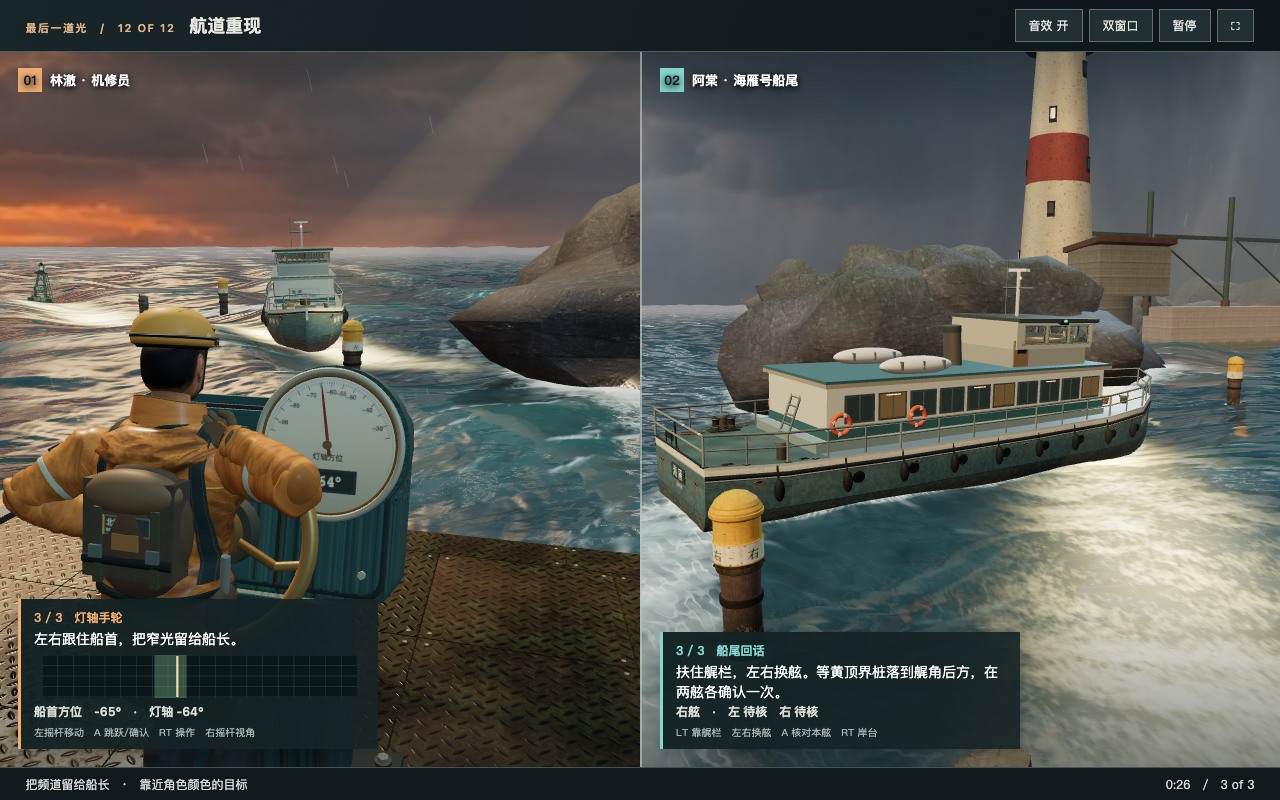 最后一道光 / 12 OF 12 航道重现
音效 开
双窗口
暂停
01 林澈 · 机修员
02 阿棠 · 海雁号船尾
灯轴方位
64°
右
3 / 3 灯轴手轮
左右跟住船首，把窄光留给船长。
船首方位 -65° · 灯轴 -64°
左摇杆移动 A 跳跃/确认 RT 操作 右摇杆视角
3 / 3 船尾回话
扶住艉栏，左右换舷。等黄顶界桩落到艉角后方，在
两舷各确认一次。
右舷 · 左 待核 右 待核
LT 靠艉栏 左右换舷 A 核对本舷 RT 岸台
把频道留给船长 · 靠近角色颜色的目标
0:26 / 3 of 3